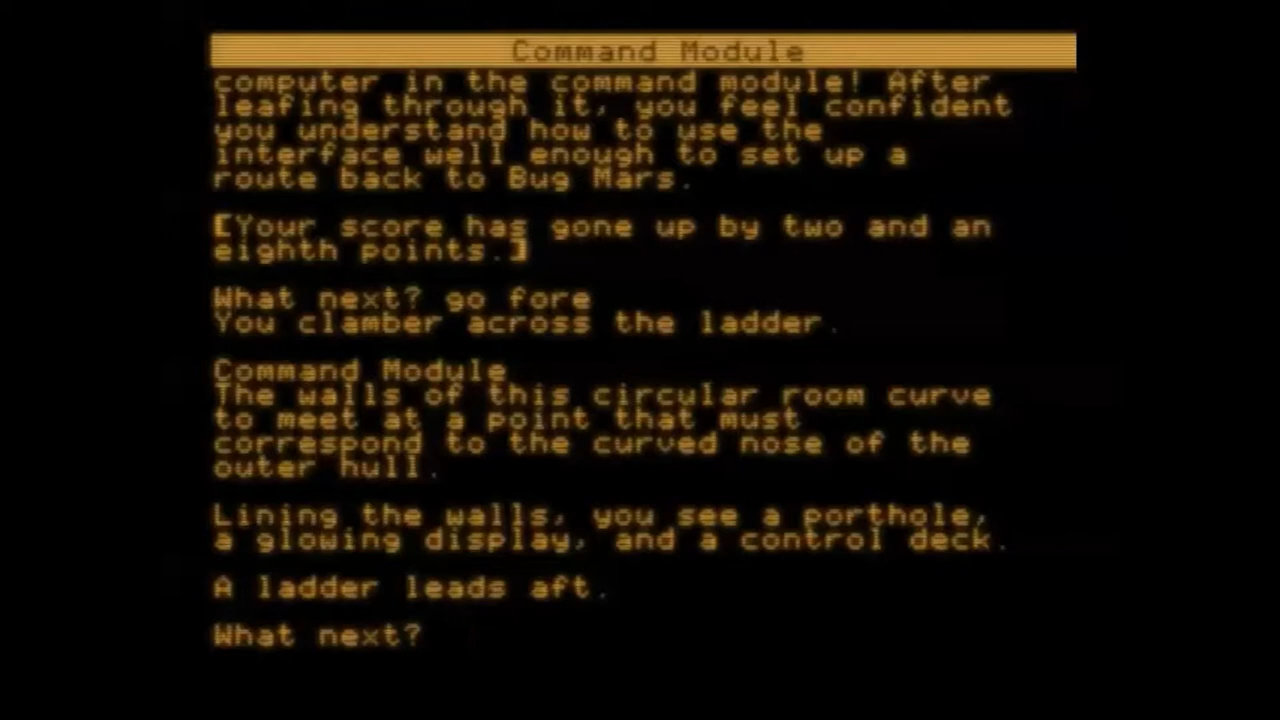 Command Module
computer in the command module! After
leafing through it, you feel confident
you understand how to use the
interface well enough to set up a
route back to Bug Mars.
[Your score has gone up by two and an
eighth points.]
What next? go fore
You clamber across the ladder.
Command Module
The walls of this circular room curve
to meet at a point that must
correspond to the curved nose of the
outer hull.
Lining the walls, you see a porthole,
a glowing display, and a control deck.
A ladder leads aft.
What next?